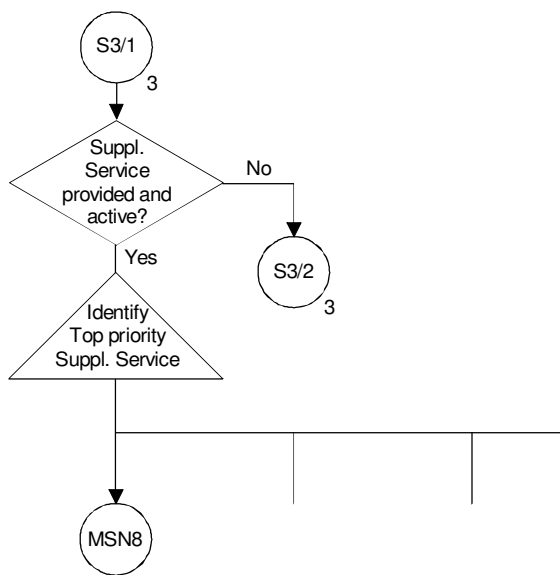 S3/1
3
Suppl.
Service
provided and
active?
No
Yes
S3/2
3
Identify
Top priority
Suppl. Service
MSN8